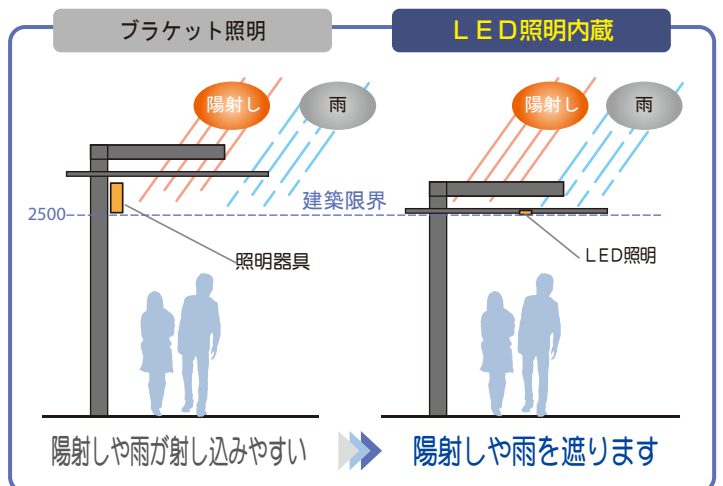 ブラケット照明
ＬＥＤ照明内蔵
陽射し
雨
陽射し
雨
建築限界
2500
照明器具
ＬＥＤ照明
陽射しや雨が射し込みやすい
陽射しや雨を遮ります